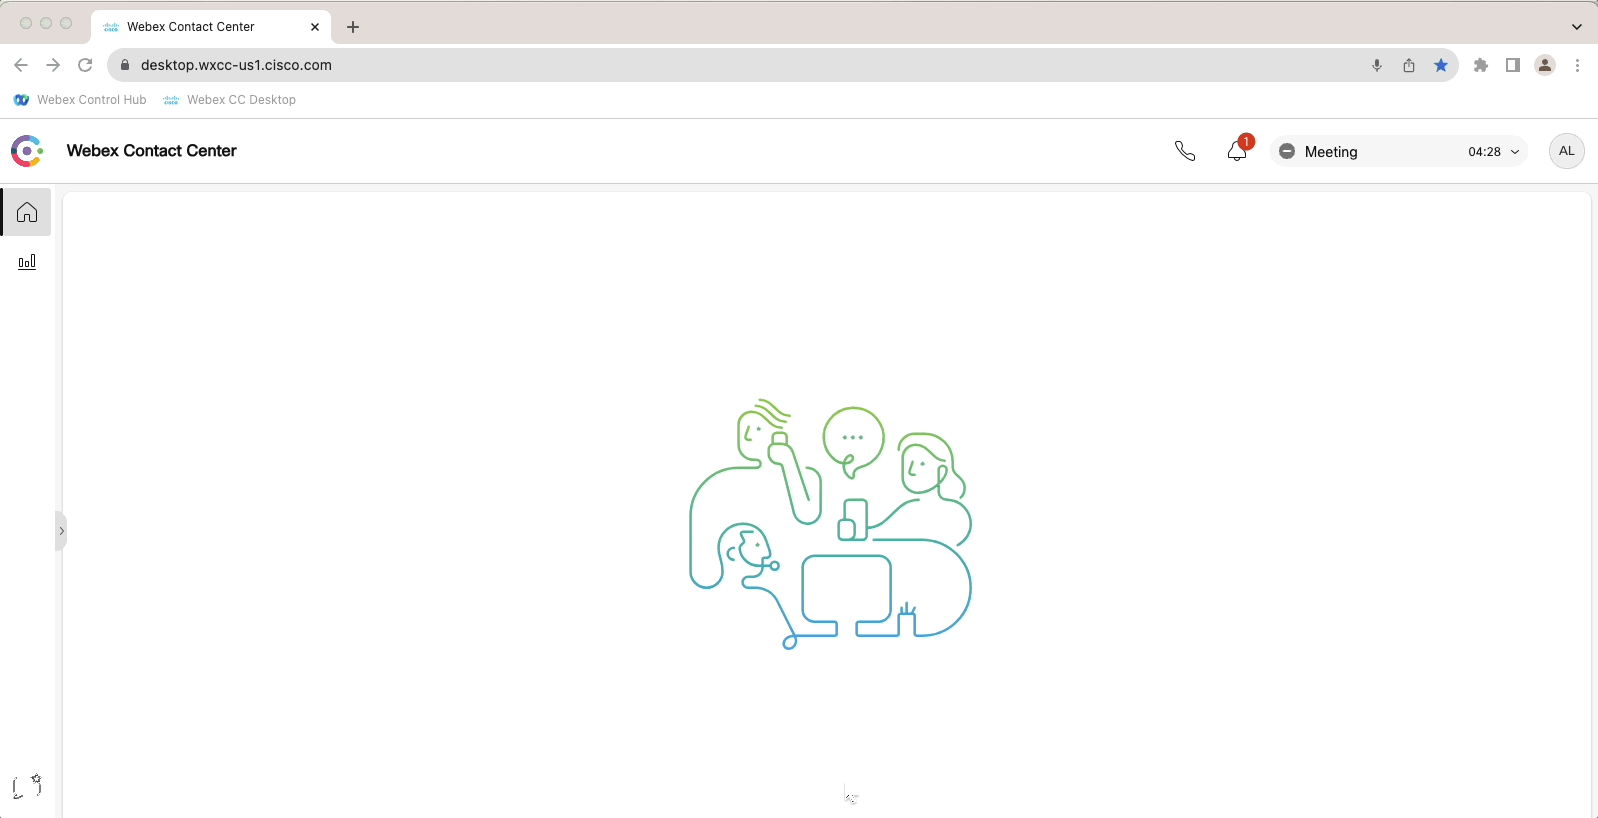 Webex Contact Center
desktop.wxcc-us1.cisco.com
Webex Control Hub Webex CC Desktop
Webex Contact Center 1 Meeting 04:28 AL